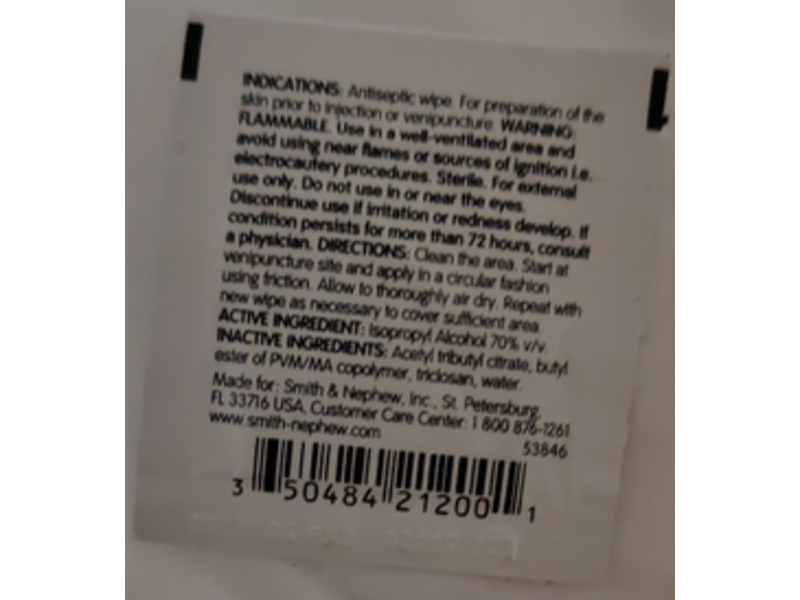 INDICATIONS: Antiseptic wipe. For preparation of the
skin prior to injection or venipuncture. WARNING:
FLAMMABLE. Use in a well-ventilated area and
avoid using near flames or sources of ignition i.e.
electrocautery procedures. Sterile. For external
use only. Do not use in or near the eyes.
Discontinue use if irritation or redness develop. If
condition persists for more than 72 hours, consult
a physician. DIRECTIONS: Clean the area. Start at
venipuncture site and apply in a circular fashion
using friction. Allow to thoroughly air dry. Repeat with
new wipe as necessary to cover sufficient area.
ACTIVE INGREDIENT: Isopropyl Alcohol 70% v/v.
INACTIVE INGREDIENTS: Acetyl tributyl citrate, butyl
ester of PVM/MA copolymer, triclosan, water.
Made for: Smith & Nephew, Inc., St. Petersburg,
FL 33716 USA. Customer Care Center: 1 800 876-1261
www.smith-nephew.com
53846
3 50484 21200 1